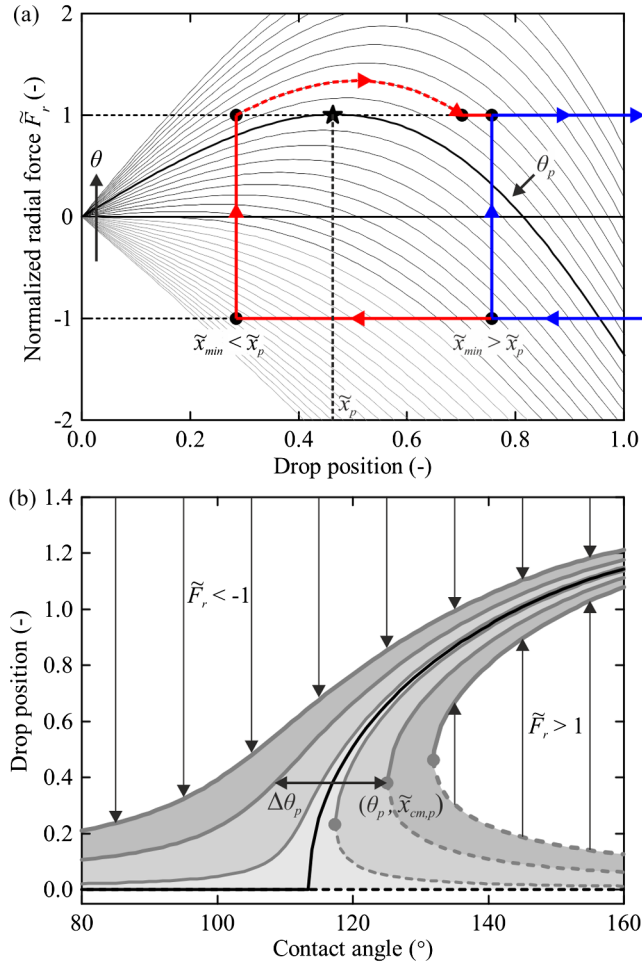 (a)
2
1
0
-1
-2
Normalized radial force F̃r (-)
θ
θp
x̃min < x̃p
x̃min > x̃p
x̃p
0.0 0.2 0.4 0.6 0.8 1.0
Drop position (-)
(b)
1.4
1.2
1.0
0.8
0.6
0.4
0.2
0.0
Drop position (-)
F̃r < -1
F̃r > 1
Δθp
(θp, x̃cm,p)
80 100 120 140 160
Contact angle (°)